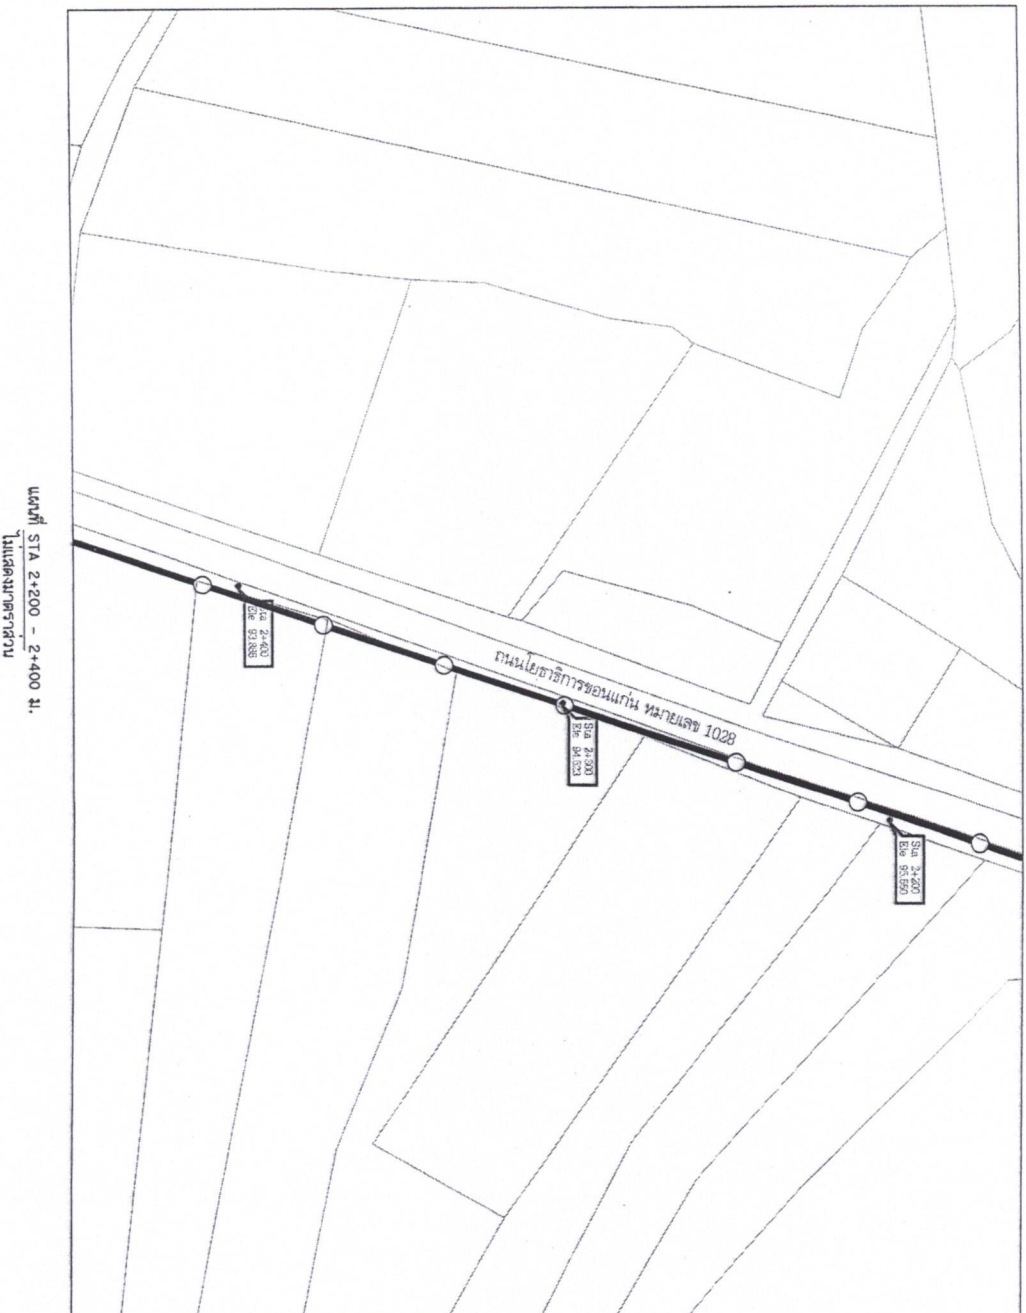 แผนที่ STA 2+200 - 2+400 ม.
ไม่แสดงมาตราส่วน
ถนนโยธาธิการขอนแก่น หมายเลข 1028
Sta 2+400
Ele 93.886
Sta 2+300
Ele 94.623
Sta 2+200
Ele 95.550